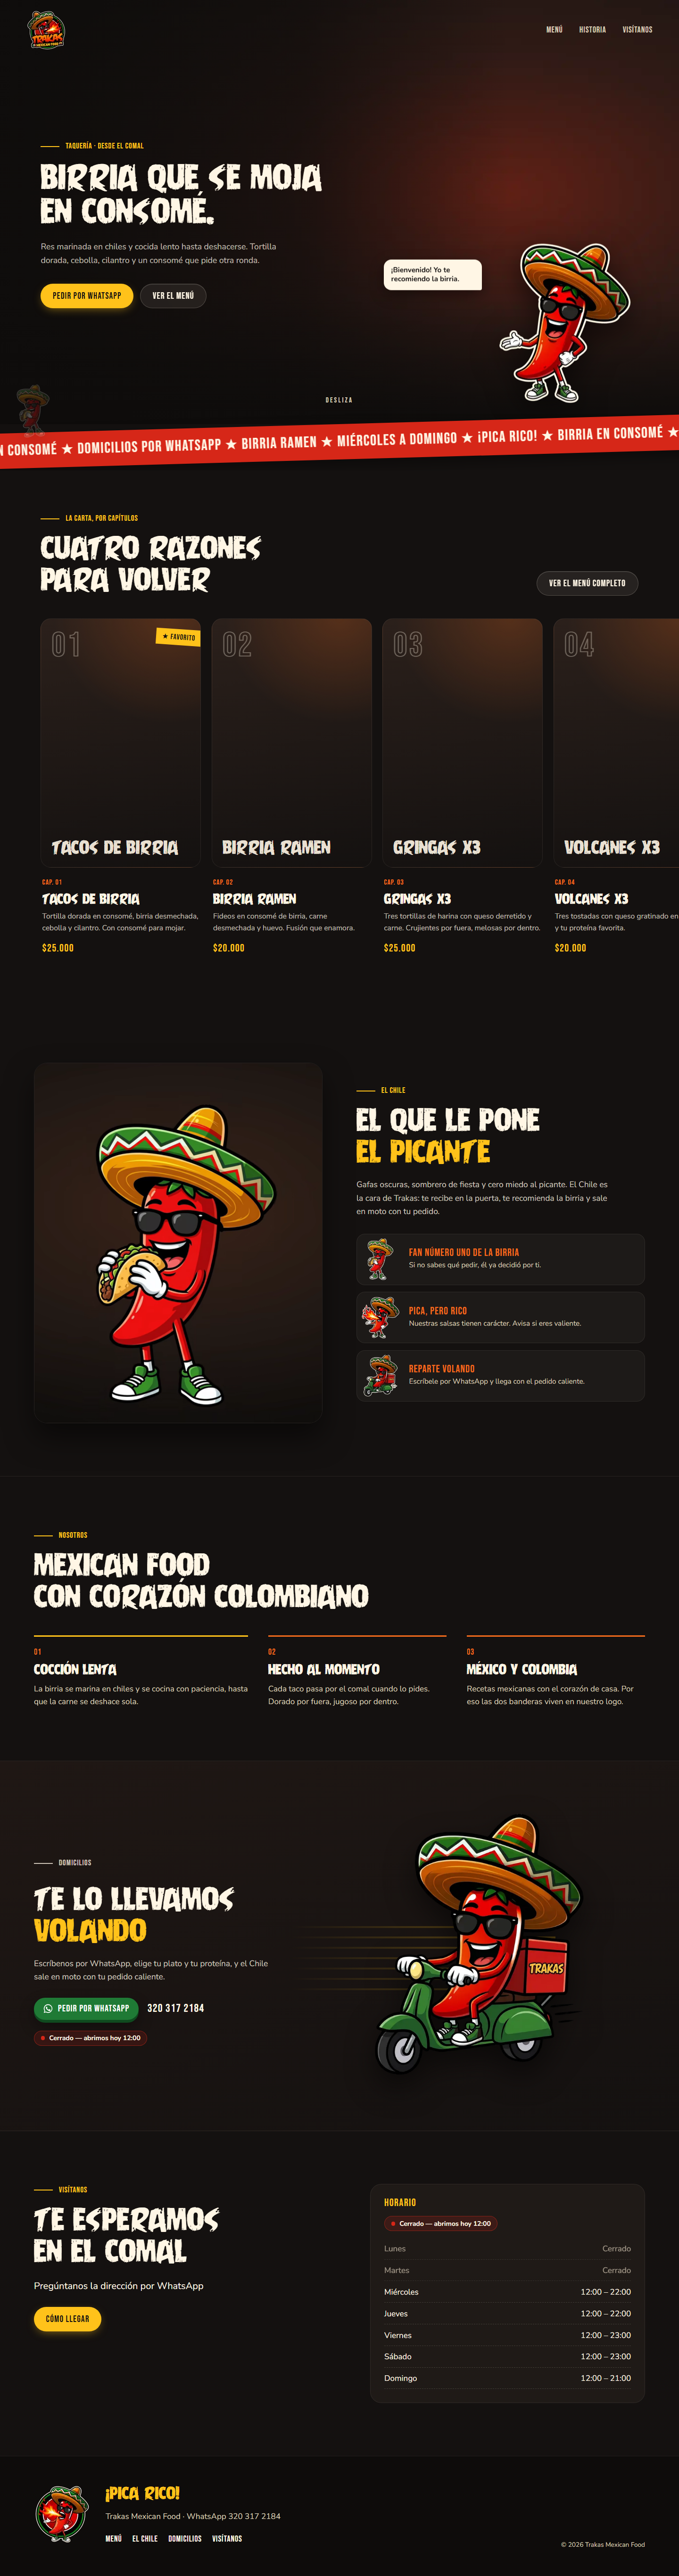 TRAKAS
MEXICAN FOOD
MENÚ
HISTORIA
VISÍTANOS
TAQUERÍA · DESDE EL COMAL
BIRRIA QUE SE MOJA
EN CONSOMÉ.
Res marinada en chiles y cocida lento hasta deshacerse. Tortilla
dorada, cebolla, cilantro y un consomé que pide otra ronda.
PEDIR POR WHATSAPP
VER EL MENÚ
¡Bienvenido! Yo te
recomiendo la birria.
DESLIZA
N CONSOMÉ ★ DOMICILIOS POR WHATSAPP ★ BIRRIA RAMEN ★ MIÉRCOLES A DOMINGO ★ ¡PICA RICO! ★ BIRRIA EN CONSOMÉ ★
LA CARTA, POR CAPÍTULOS
CUATRO RAZONES
PARA VOLVER
VER EL MENÚ COMPLETO
01
★ FAVORITO
TACOS DE BIRRIA
CAP. 01
TACOS DE BIRRIA
Tortilla dorada en consomé, birria desmechada,
cebolla y cilantro. Con consomé para mojar.
$25.000
02
BIRRIA RAMEN
CAP. 02
BIRRIA RAMEN
Fideos en consomé de birria, carne
desmechada y huevo. Fusión que enamora.
$20.000
03
GRINGAS X3
CAP. 03
GRINGAS X3
Tres tortillas de harina con queso derretido y
carne. Crujientes por fuera, melosas por dentro.
$25.000
04
VOLCANES X3
CAP. 04
VOLCANES X3
Tres tostadas con queso gratinado en
y tu proteína favorita.
$20.000
EL CHILE
EL QUE LE PONE
EL PICANTE
Gafas oscuras, sombrero de fiesta y cero miedo al picante. El Chile es
la cara de Trakas: te recibe en la puerta, te recomienda la birria y sale
en moto con tu pedido.
FAN NÚMERO UNO DE LA BIRRIA
Si no sabes qué pedir, él ya decidió por ti.
PICA, PERO RICO
Nuestras salsas tienen carácter. Avisa si eres valiente.
REPARTE VOLANDO
Escríbele por WhatsApp y llega con el pedido caliente.
NOSOTROS
MEXICAN FOOD
CON CORAZÓN COLOMBIANO
01
COCCIÓN LENTA
La birria se marina en chiles y se cocina con paciencia, hasta
que la carne se deshace sola.
02
HECHO AL MOMENTO
Cada taco pasa por el comal cuando lo pides.
Dorado por fuera, jugoso por dentro.
03
MÉXICO Y COLOMBIA
Recetas mexicanas con el corazón de casa. Por
eso las dos banderas viven en nuestro logo.
DOMICILIOS
TE LO LLEVAMOS
VOLANDO
Escríbenos por WhatsApp, elige tu plato y tu proteína, y el Chile
sale en moto con tu pedido caliente.
PEDIR POR WHATSAPP
320 317 2184
Cerrado — abrimos hoy 12:00
TRAKAS
VISÍTANOS
TE ESPERAMOS
EN EL COMAL
Pregúntanos la dirección por WhatsApp
CÓMO LLEGAR
HORARIO
Cerrado — abrimos hoy 12:00
Lunes Cerrado
Martes Cerrado
Miércoles 12:00 – 22:00
Jueves 12:00 – 22:00
Viernes 12:00 – 23:00
Sábado 12:00 – 23:00
Domingo 12:00 – 21:00
¡PICA RICO!
Trakas Mexican Food · WhatsApp 320 317 2184
MENÚ
EL CHILE
DOMICILIOS
VISÍTANOS
© 2026 Trakas Mexican Food